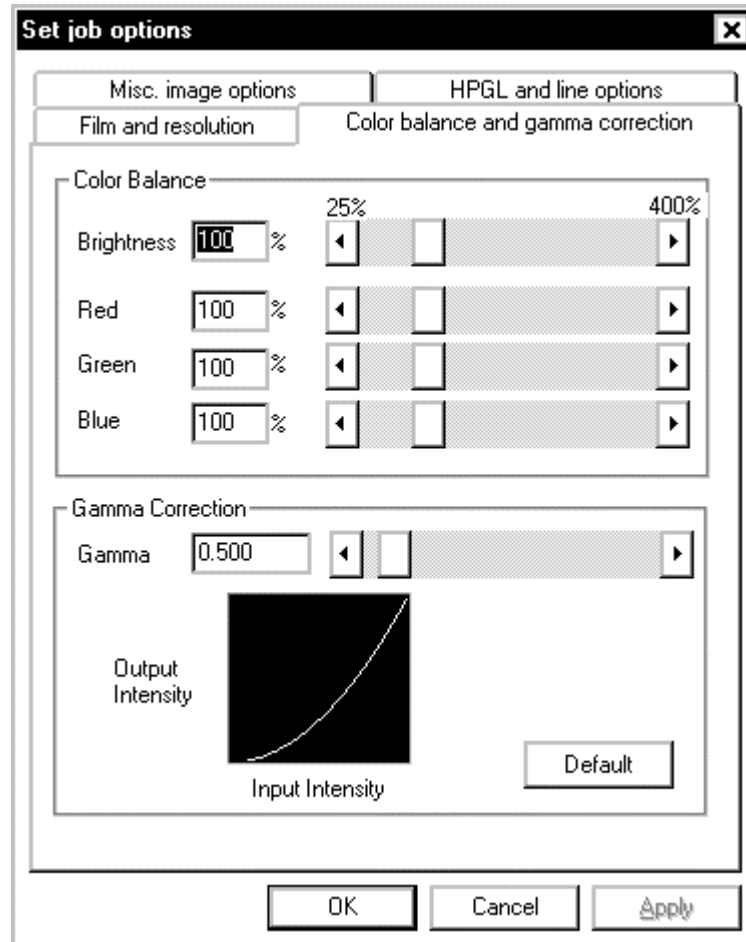 Set job options
Misc. image options
HPGL and line options
Film and resolution
Color balance and gamma correction
Color Balance
25% 400%
Brightness 100 %
Red 100 %
Green 100 %
Blue 100 %
Gamma Correction
Gamma 0.500
Output
Intensity
Input Intensity
Default
OK
Cancel
Apply